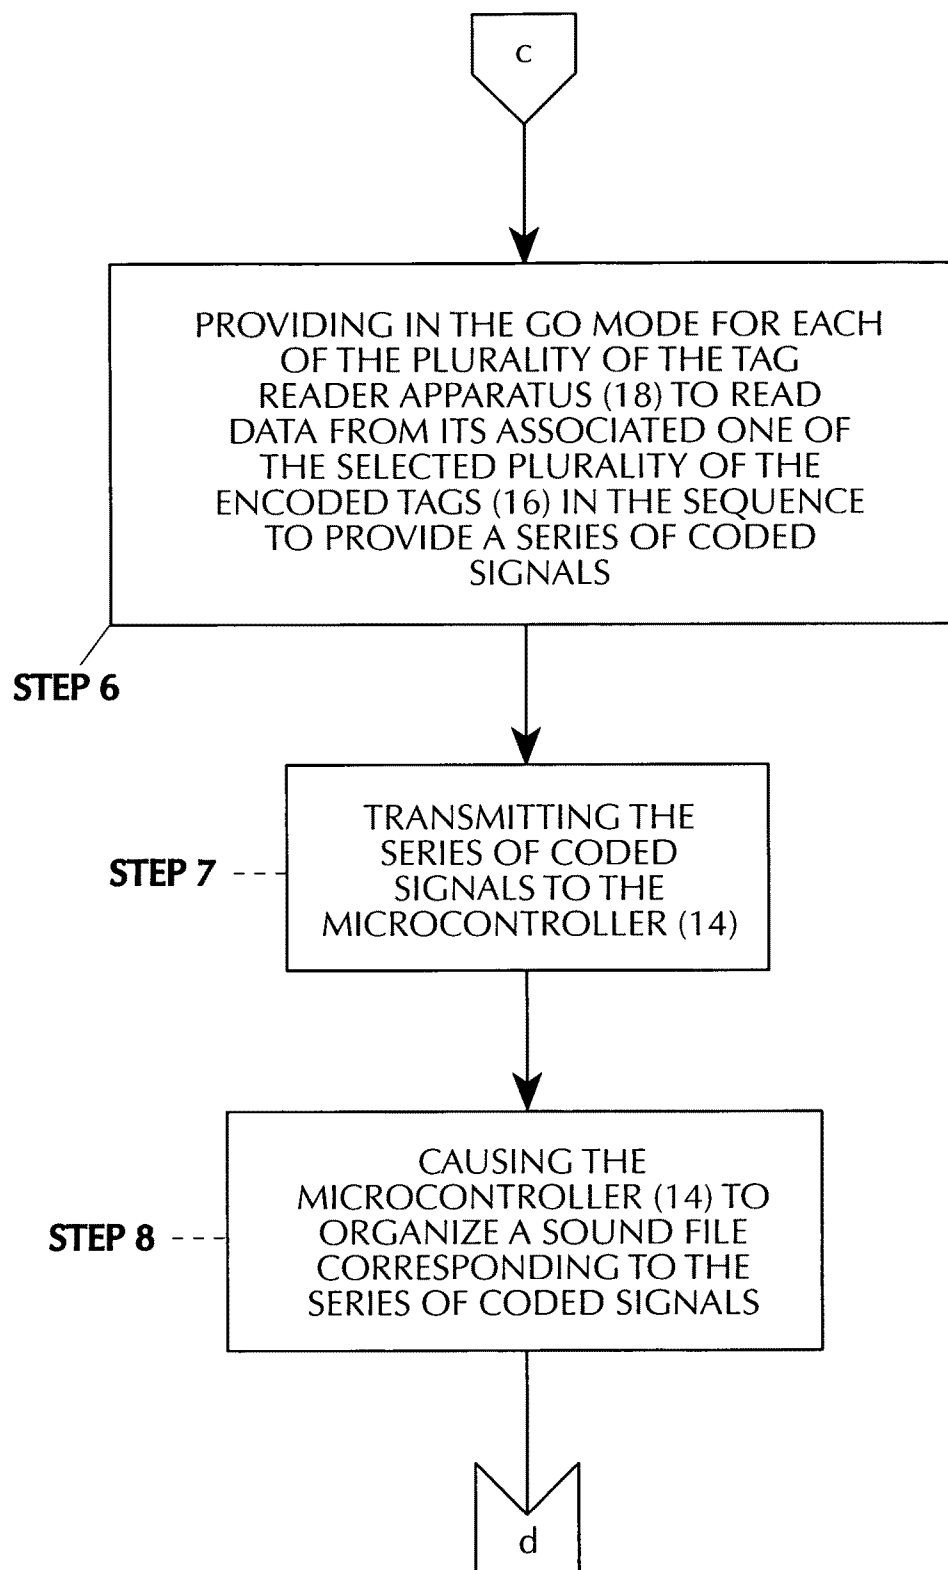 c
PROVIDING IN THE GO MODE FOR EACH
OF THE PLURALITY OF THE TAG
READER APPARATUS (18) TO READ
DATA FROM ITS ASSOCIATED ONE OF
THE SELECTED PLURALITY OF THE
ENCODED TAGS (16) IN THE SEQUENCE
TO PROVIDE A SERIES OF CODED
SIGNALS
STEP 6
TRANSMITTING THE
SERIES OF CODED
SIGNALS TO THE
MICROCONTROLLER (14)
STEP 7
CAUSING THE
MICROCONTROLLER (14) TO
ORGANIZE A SOUND FILE
CORRESPONDING TO THE
SERIES OF CODED SIGNALS
STEP 8
d